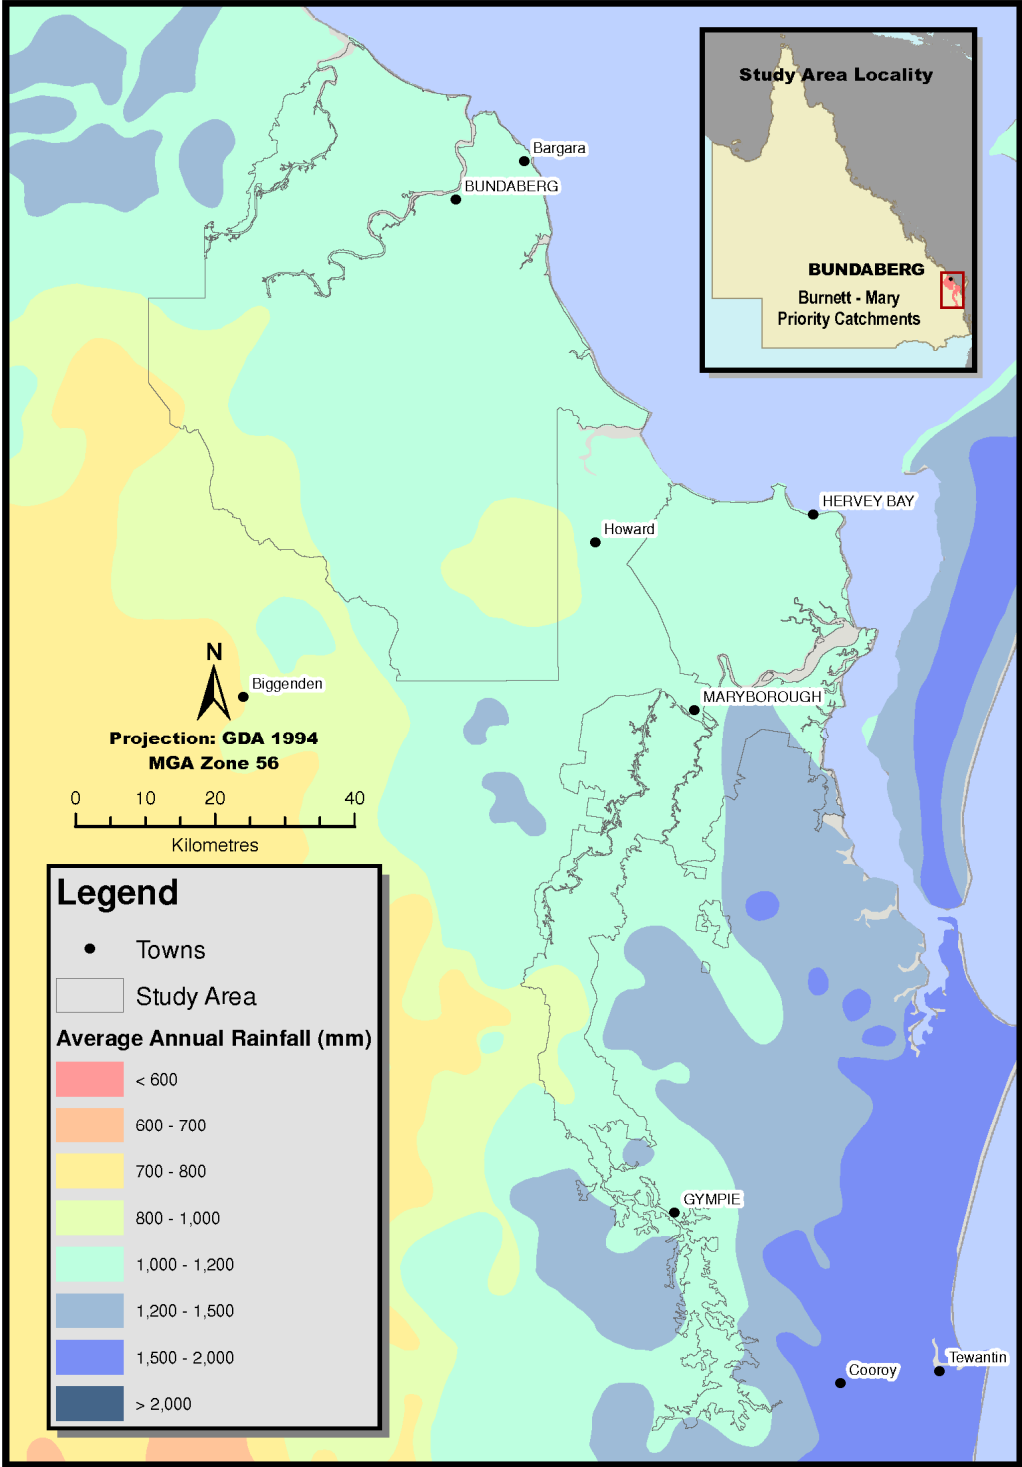 Study Area Locality
BUNDABERG
Burnett - Mary
Priority Catchments
Bargara
BUNDABERG
HERVEY BAY
Howard
N
Biggenden
MARYBOROUGH
Projection: GDA 1994
MGA Zone 56
0 10 20 40
Kilometres
Legend
Towns
Study Area
Average Annual Rainfall (mm)
< 600
600 - 700
700 - 800
800 - 1,000
1,000 - 1,200
1,200 - 1,500
1,500 - 2,000
> 2,000
GYMPIE
Tewantin
Cooroy